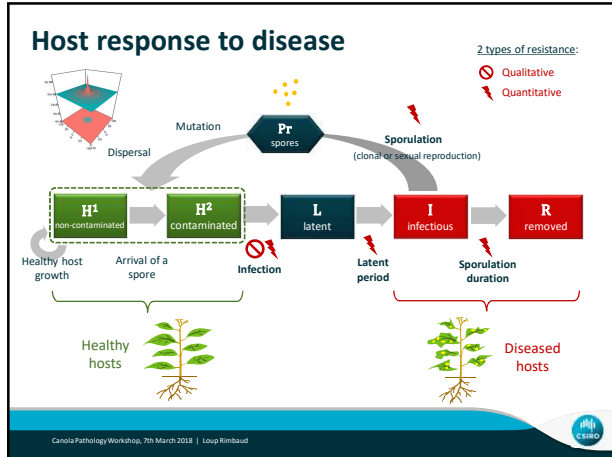 Host response to disease
2 types of resistance:
Qualitative
Quantitative
Mutation
Dispersal
Pr
spores
Sporulation
(clonal or sexual reproduction)
H¹
non-contaminated
H²
contaminated
L
latent
I
infectious
R
removed
Healthy host
growth
Arrival of a
spore
Infection
Latent
period
Sporulation
duration
Healthy
hosts
Diseased
hosts
Canola Pathology Workshop, 7th March 2018 | Loup Rimbaud
CSIRO